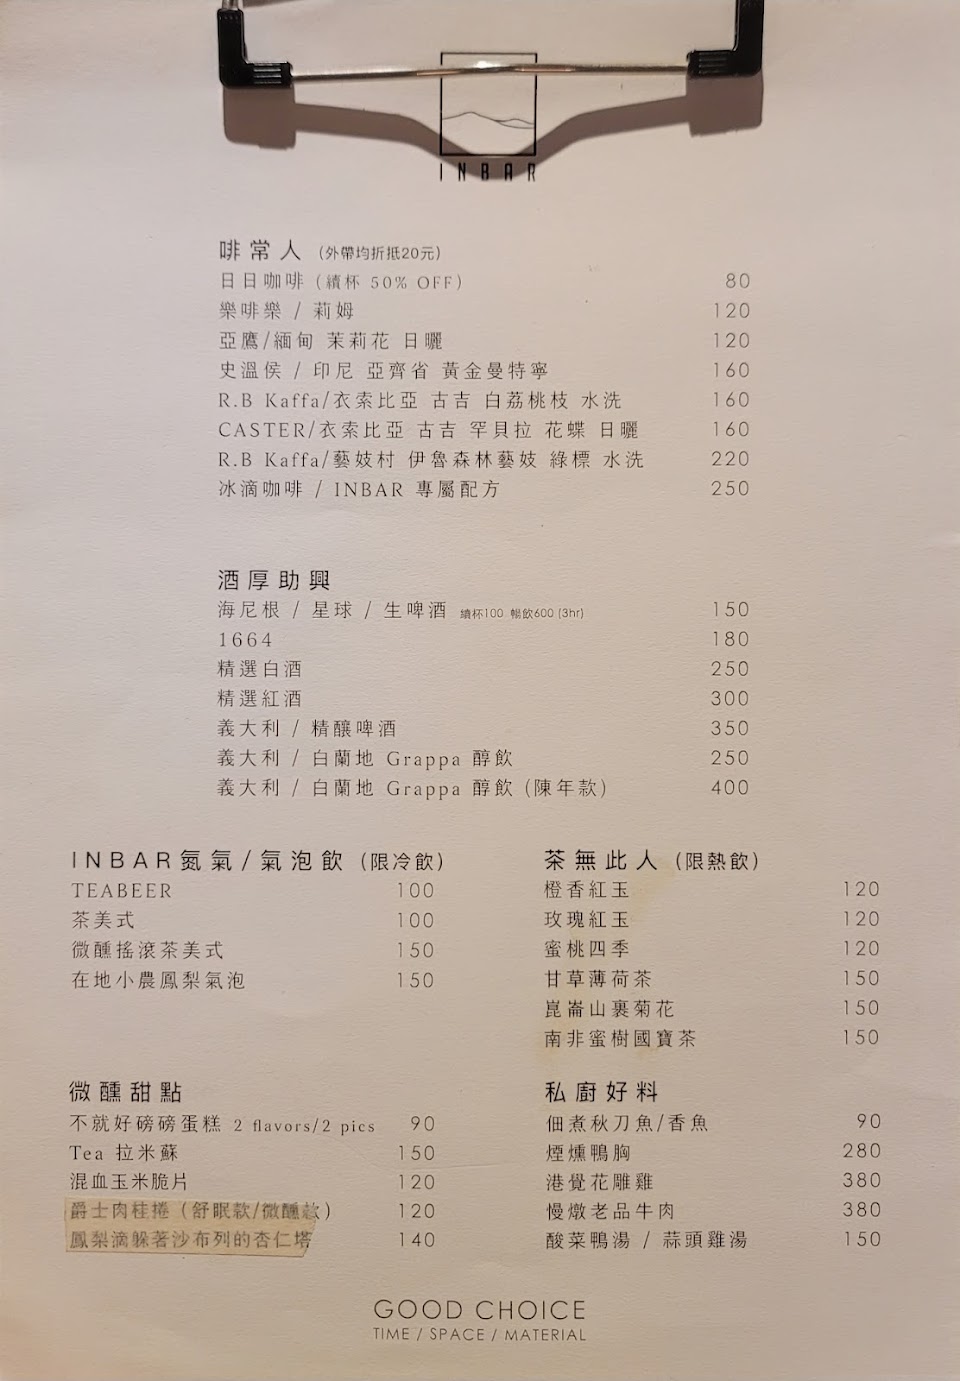 INBAR
啡常人 (外帶均折抵20元)
日日咖啡 (續杯 50% OFF) 80
樂啡樂 / 莉姆 120
亞鷹/緬甸 茉莉花 日曬 120
史溫侯 / 印尼 亞齊省 黃金曼特寧 160
R.B Kaffa/衣索比亞 古吉 白荔桃枝 水洗 160
CASTER/衣索比亞 古吉 罕貝拉 花蝶 日曬 160
R.B Kaffa/藝妓村 伊魯森林藝妓 綠標 水洗 220
冰滴咖啡 / INBAR 專屬配方 250
酒厚助興
海尼根 / 星球 / 生啤酒 續杯100 暢飲600 (3hr) 150
1664 180
精選白酒 250
精選紅酒 300
義大利 / 精釀啤酒 350
義大利 / 白蘭地 Grappa 醇飲 250
義大利 / 白蘭地 Grappa 醇飲 (陳年款) 400
INBAR氮氣/氣泡飲 (限冷飲)
TEABEER 100
茶美式 100
微醺搖滾茶美式 150
在地小農鳳梨氣泡 150
茶無此人 (限熱飲)
橙香紅玉 120
玫瑰紅玉 120
蜜桃四季 120
甘草薄荷茶 150
崑崙山裹菊花 150
南非蜜樹國寶茶 150
微醺甜點
不就好磅磅蛋糕 2 flavors/2 pics 90
Tea 拉米蘇 150
混血玉米脆片 120
爵士肉桂捲 (舒眠款/微醺款) 120
鳳梨滴躲著沙布列的杏仁塔 140
私廚好料
佃煮秋刀魚/香魚 90
煙燻鴨胸 280
港覺花雕雞 380
慢燉老品牛肉 380
酸菜鴨湯 / 蒜頭雞湯 150
GOOD CHOICE
TIME / SPACE / MATERIAL